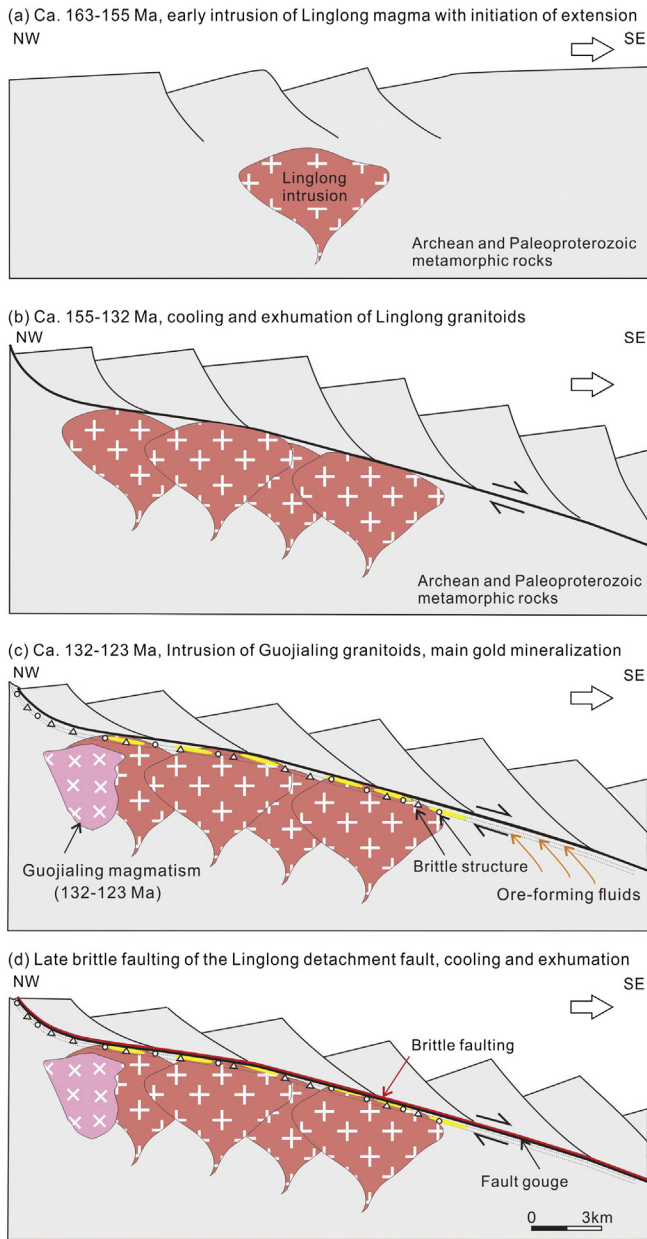 (a) Ca. 163-155 Ma, early intrusion of Linglong magma with initiation of extension
NW
SE
Linglong
intrusion
Archean and Paleoproterozoic
metamorphic rocks
(b) Ca. 155-132 Ma, cooling and exhumation of Linglong granitoids
NW
SE
Archean and Paleoproterozoic
metamorphic rocks
(c) Ca. 132-123 Ma, Intrusion of Guojialing granitoids, main gold mineralization
NW
SE
Guojialing magmatism
(132-123 Ma)
Brittle structure
Ore-forming fluids
(d) Late brittle faulting of the Linglong detachment fault, cooling and exhumation
NW
SE
Brittle faulting
Fault gouge
0 3km